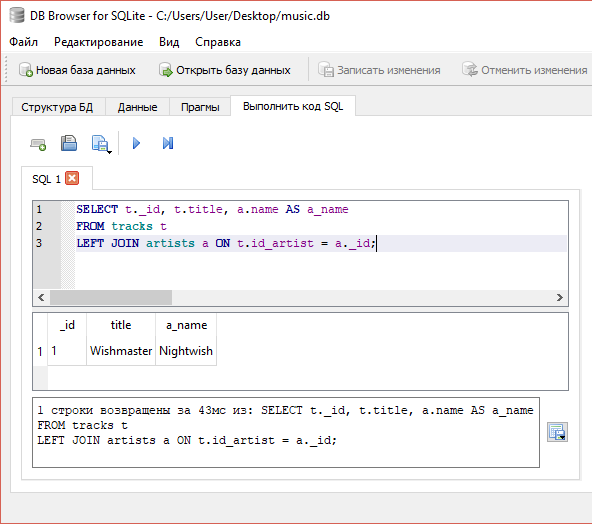 DB Browser for SQLite - C:/Users/User/Desktop/music.db
Файл Редактирование Вид Справка
Новая база данных Открыть базу данных Записать изменения Отменить изменения
Структура БД Данные Прагмы Выполнить код SQL
SQL 1
1 SELECT t._id, t.title, a.name AS a_name
2 FROM tracks t
3 LEFT JOIN artists a ON t.id_artist = a._id;
_id title a_name
1 1 Wishmaster Nightwish
1 строки возвращены за 43мс из: SELECT t._id, t.title, a.name AS a_name
FROM tracks t
LEFT JOIN artists a ON t.id_artist = a._id;